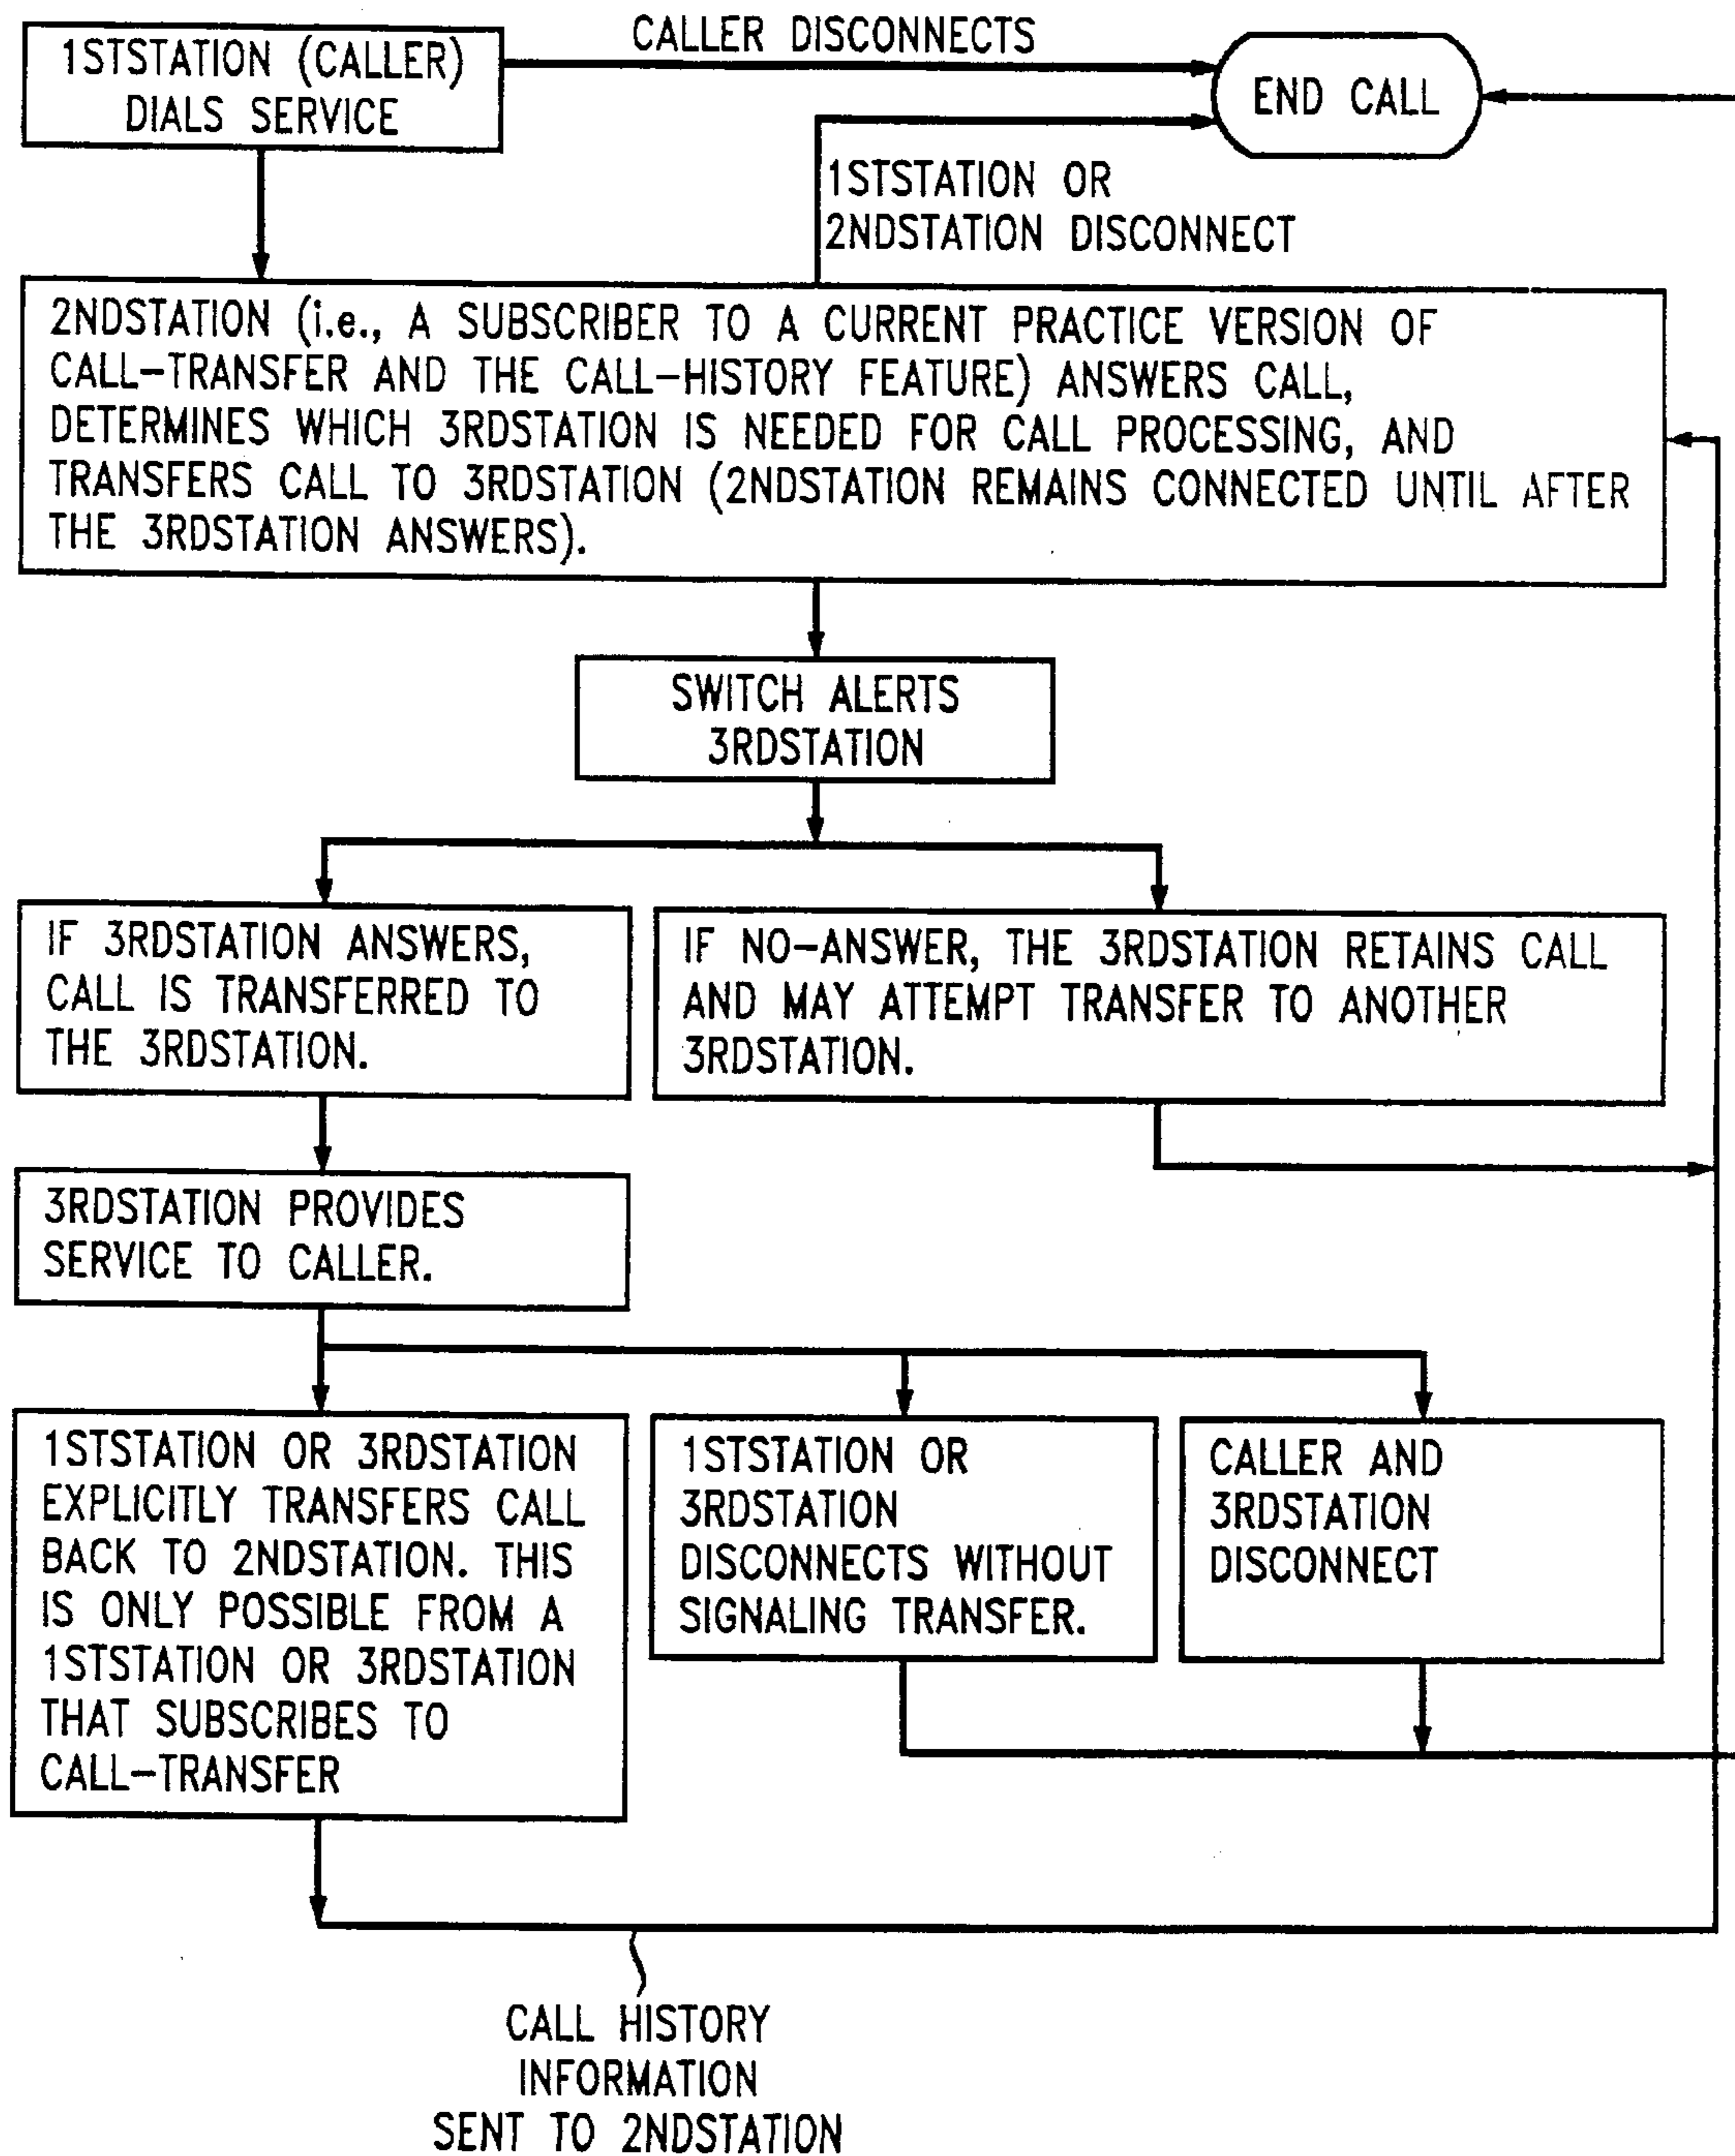 1STSTATION (CALLER)
DIALS SERVICE
CALLER DISCONNECTS
END CALL
1STSTATION OR
2NDSTATION DISCONNECT
2NDSTATION (i.e., A SUBSCRIBER TO A CURRENT PRACTICE VERSION OF
CALL-TRANSFER AND THE CALL-HISTORY FEATURE) ANSWERS CALL,
DETERMINES WHICH 3RDSTATION IS NEEDED FOR CALL PROCESSING, AND
TRANSFERS CALL TO 3RDSTATION (2NDSTATION REMAINS CONNECTED UNTIL AFTER
THE 3RDSTATION ANSWERS).
SWITCH ALERTS
3RDSTATION
IF 3RDSTATION ANSWERS,
CALL IS TRANSFERRED TO
THE 3RDSTATION.
IF NO-ANSWER, THE 3RDSTATION RETAINS CALL
AND MAY ATTEMPT TRANSFER TO ANOTHER
3RDSTATION.
3RDSTATION PROVIDES
SERVICE TO CALLER.
1STSTATION OR 3RDSTATION
EXPLICITLY TRANSFERS CALL
BACK TO 2NDSTATION. THIS
IS ONLY POSSIBLE FROM A
1STSTATION OR 3RDSTATION
THAT SUBSCRIBES TO
CALL-TRANSFER
1STSTATION OR
3RDSTATION
DISCONNECTS WITHOUT
SIGNALING TRANSFER.
CALLER AND
3RDSTATION
DISCONNECT
CALL HISTORY
INFORMATION
SENT TO 2NDSTATION